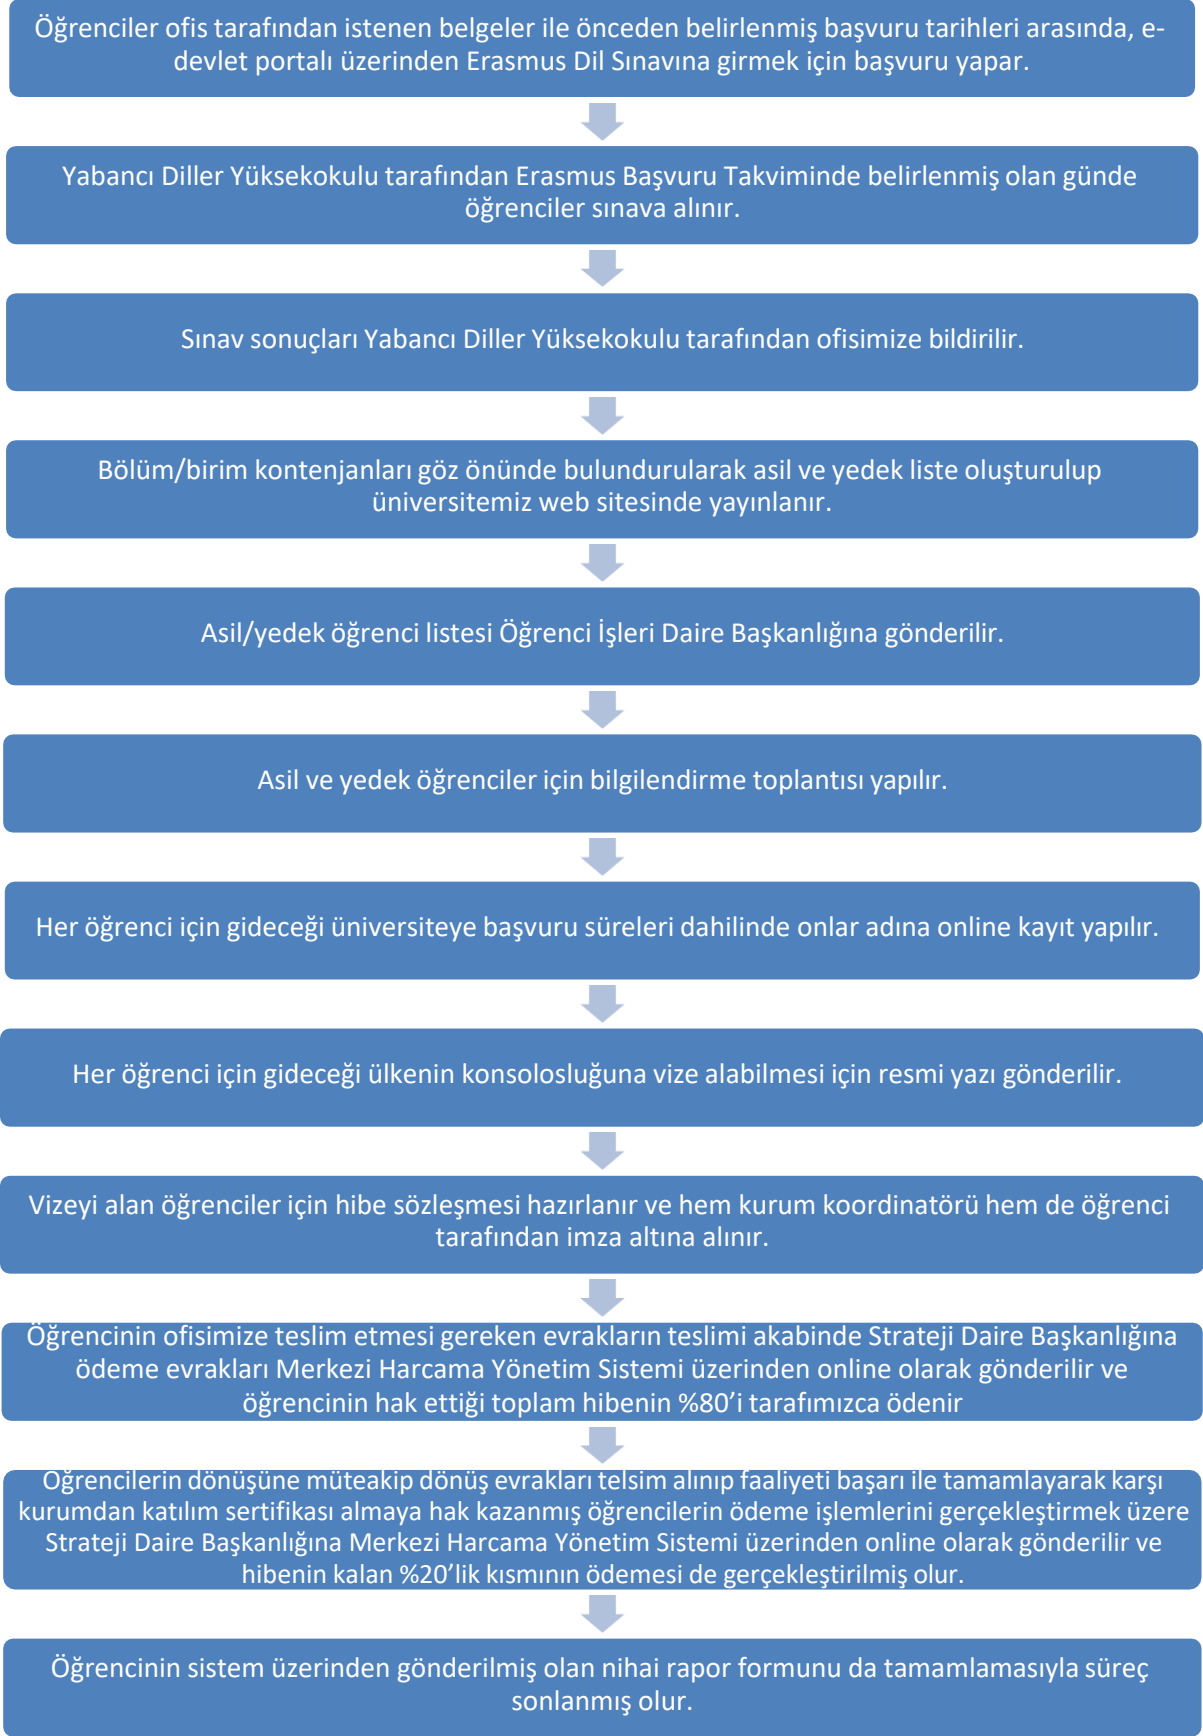 Öğrenciler ofis tarafından istenen belgeler ile önceden belirlenmiş başvuru tarihleri arasında, e-
devlet portalı üzerinden Erasmus Dil Sınavına girmek için başvuru yapar.
Yabancı Diller Yüksekokulu tarafından Erasmus Başvuru Takviminde belirlenmiş olan günde
öğrenciler sınava alınır.
Sınav sonuçları Yabancı Diller Yüksekokulu tarafından ofisimize bildirilir.
Bölüm/birim kontenjanları göz önünde bulundurularak asil ve yedek liste oluşturulup
üniversitemiz web sitesinde yayınlanır.
Asil/yedek öğrenci listesi Öğrenci İşleri Daire Başkanlığına gönderilir.
Asil ve yedek öğrenciler için bilgilendirme toplantısı yapılır.
Her öğrenci için gideceği üniversiteye başvuru süreleri dahilinde onlar adına online kayıt yapılır.
Her öğrenci için gideceği ülkenin konsolosluğuna vize alabilmesi için resmi yazı gönderilir.
Vizeyi alan öğrenciler için hibe sözleşmesi hazırlanır ve hem kurum koordinatörü hem de öğrenci
tarafından imza altına alınır.
Öğrencinin ofisimize teslim etmesi gereken evrakların teslimi akabinde Strateji Daire Başkanlığına
ödeme evrakları Merkezi Harcama Yönetim Sistemi üzerinden online olarak gönderilir ve
öğrencinin hak ettiği toplam hibenin %80’i tarafımızca ödenir
Öğrencilerin dönüşüne müteakip dönüş evrakları telsim alınıp faaliyeti başarı ile tamamlayarak karşı
kurumdan katılım sertifikası almaya hak kazanmış öğrencilerin ödeme işlemlerini gerçekleştirmek üzere
Strateji Daire Başkanlığına Merkezi Harcama Yönetim Sistemi üzerinden online olarak gönderilir ve
hibenin kalan %20’lik kısmının ödemesi de gerçekleştirilmiş olur.
Öğrencinin sistem üzerinden gönderilmiş olan nihai rapor formunu da tamamlamasıyla süreç
sonlanmış olur.